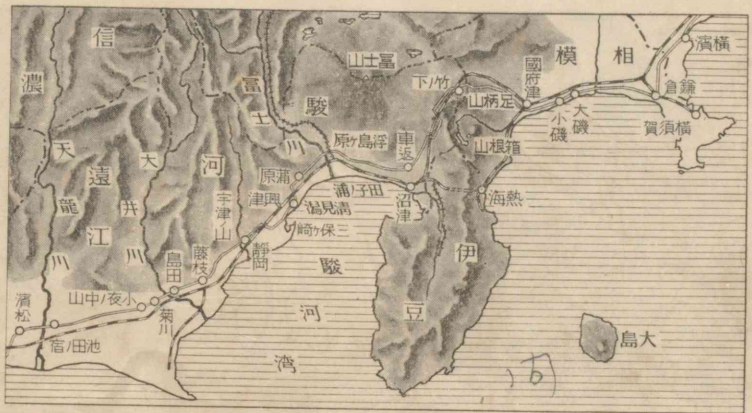 橫濱
相模
鎌倉
橫須賀
國府津
大磯
小磯
足柄山
竹ノ下
箱根山
熱海
伊豆
大島
富士山
駿河
車返
浮島ヶ原
沼津
田子ノ浦
富士川
蒲原
興津
淸見潟
三保ヶ崎
宇津ノ山
靜岡
駿河湾
藤枝
島田
大井川
菊川
小夜ノ中山
遠江
信濃
天龍川
池田ノ宿
濱松